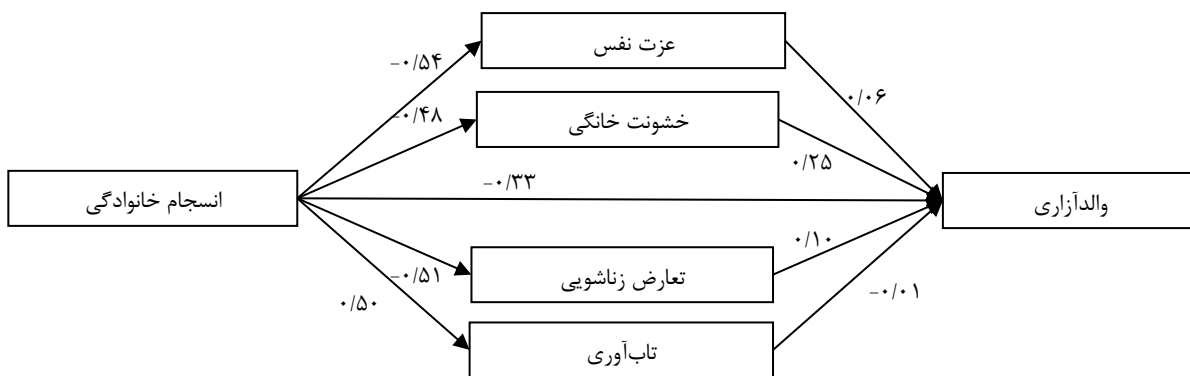 عزت نفس
-۰/۵۴
۰/۰۶
-۰/۴۸
خشونت خانگی
۰/۲۵
-۰/۳۳
انسجام خانوادگی
والدآزاری
۰/۱۰
-۰/۵۱
تعارض زناشویی
۰/۵۰
-۰/۰۱
تاب‌آوری